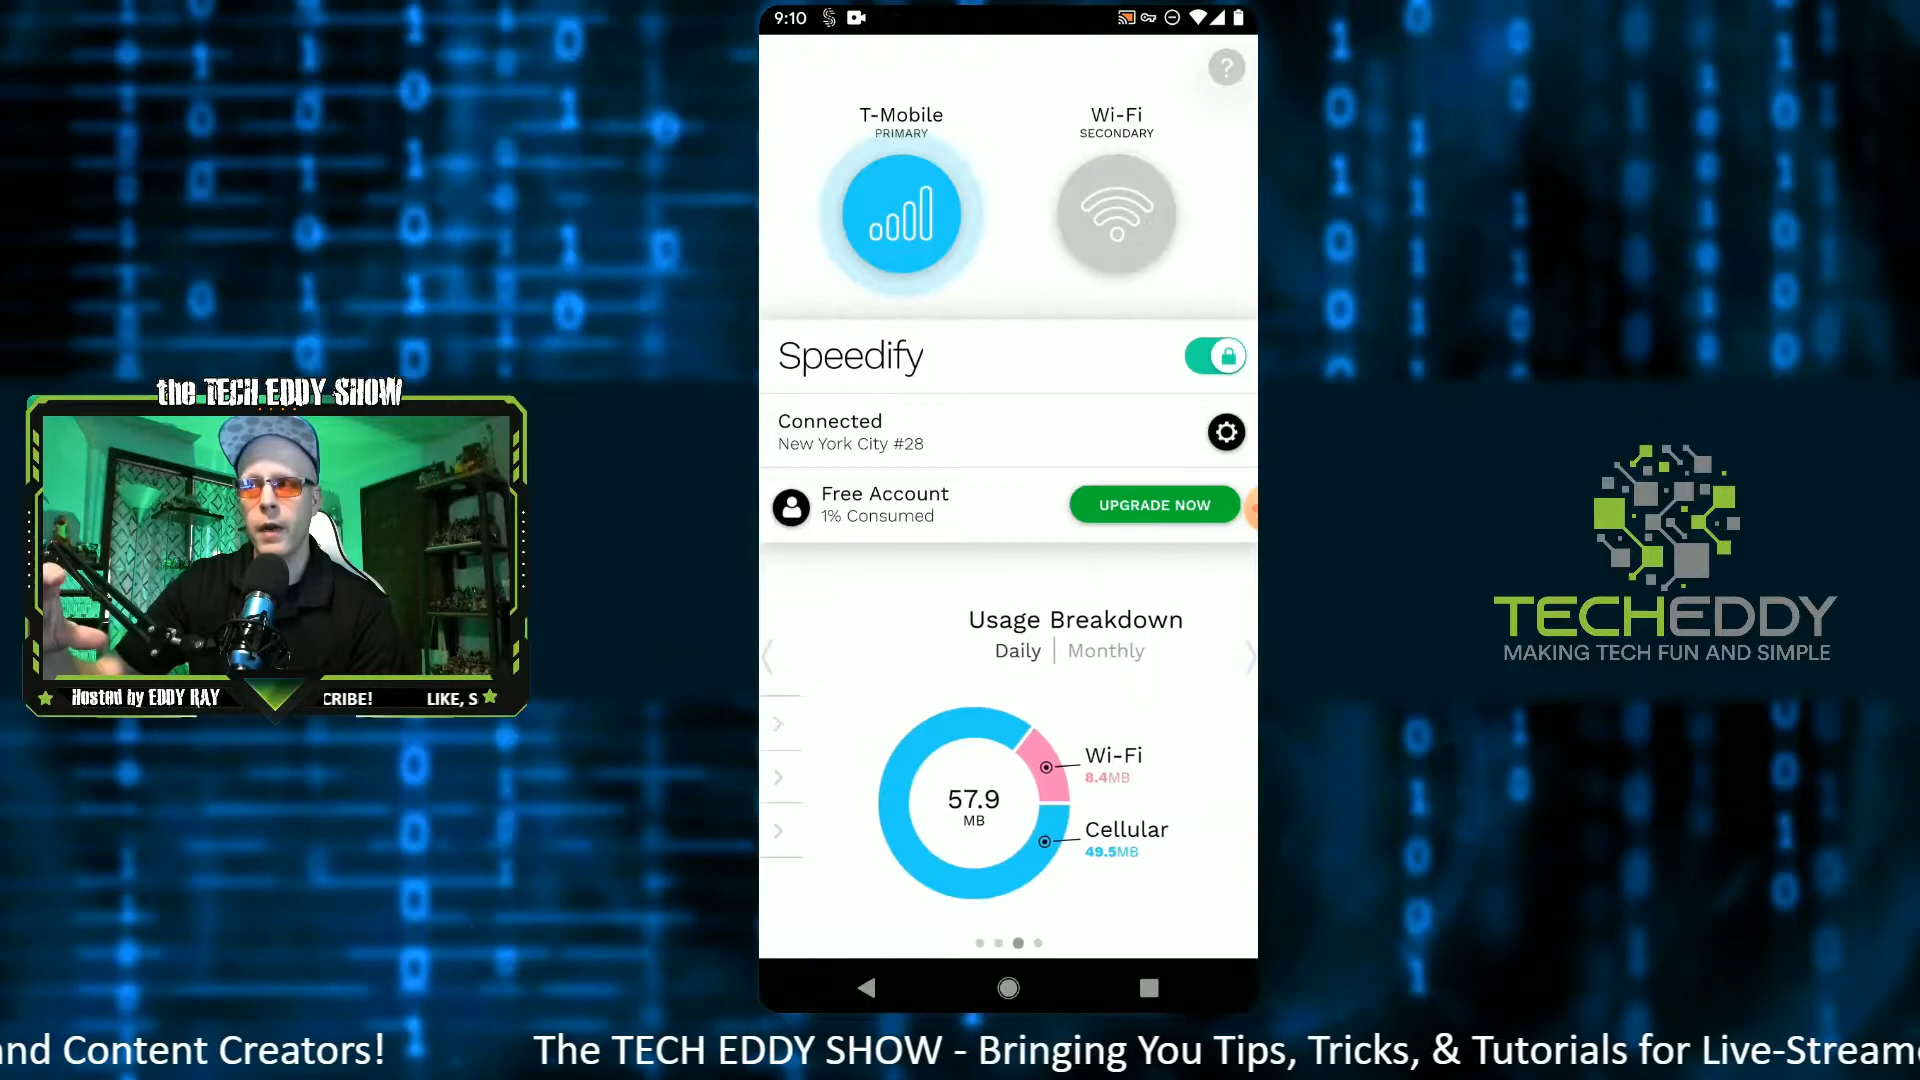 9:10
?
T-Mobile
PRIMARY
Wi-Fi
SECONDARY
Speedify
Connected
New York City #28
Free Account
1% Consumed
UPGRADE NOW
Usage Breakdown
Daily | Monthly
57.9
MB
Wi-Fi
8.4MB
Cellular
49.5MB
the TECH EDDY SHOW
Hosted by EDDY RAY
CRIBE! LIKE, S
TECHEDDY
MAKING TECH FUN AND SIMPLE
and Content Creators! The TECH EDDY SHOW - Bringing You Tips, Tricks, & Tutorials for Live-Streame